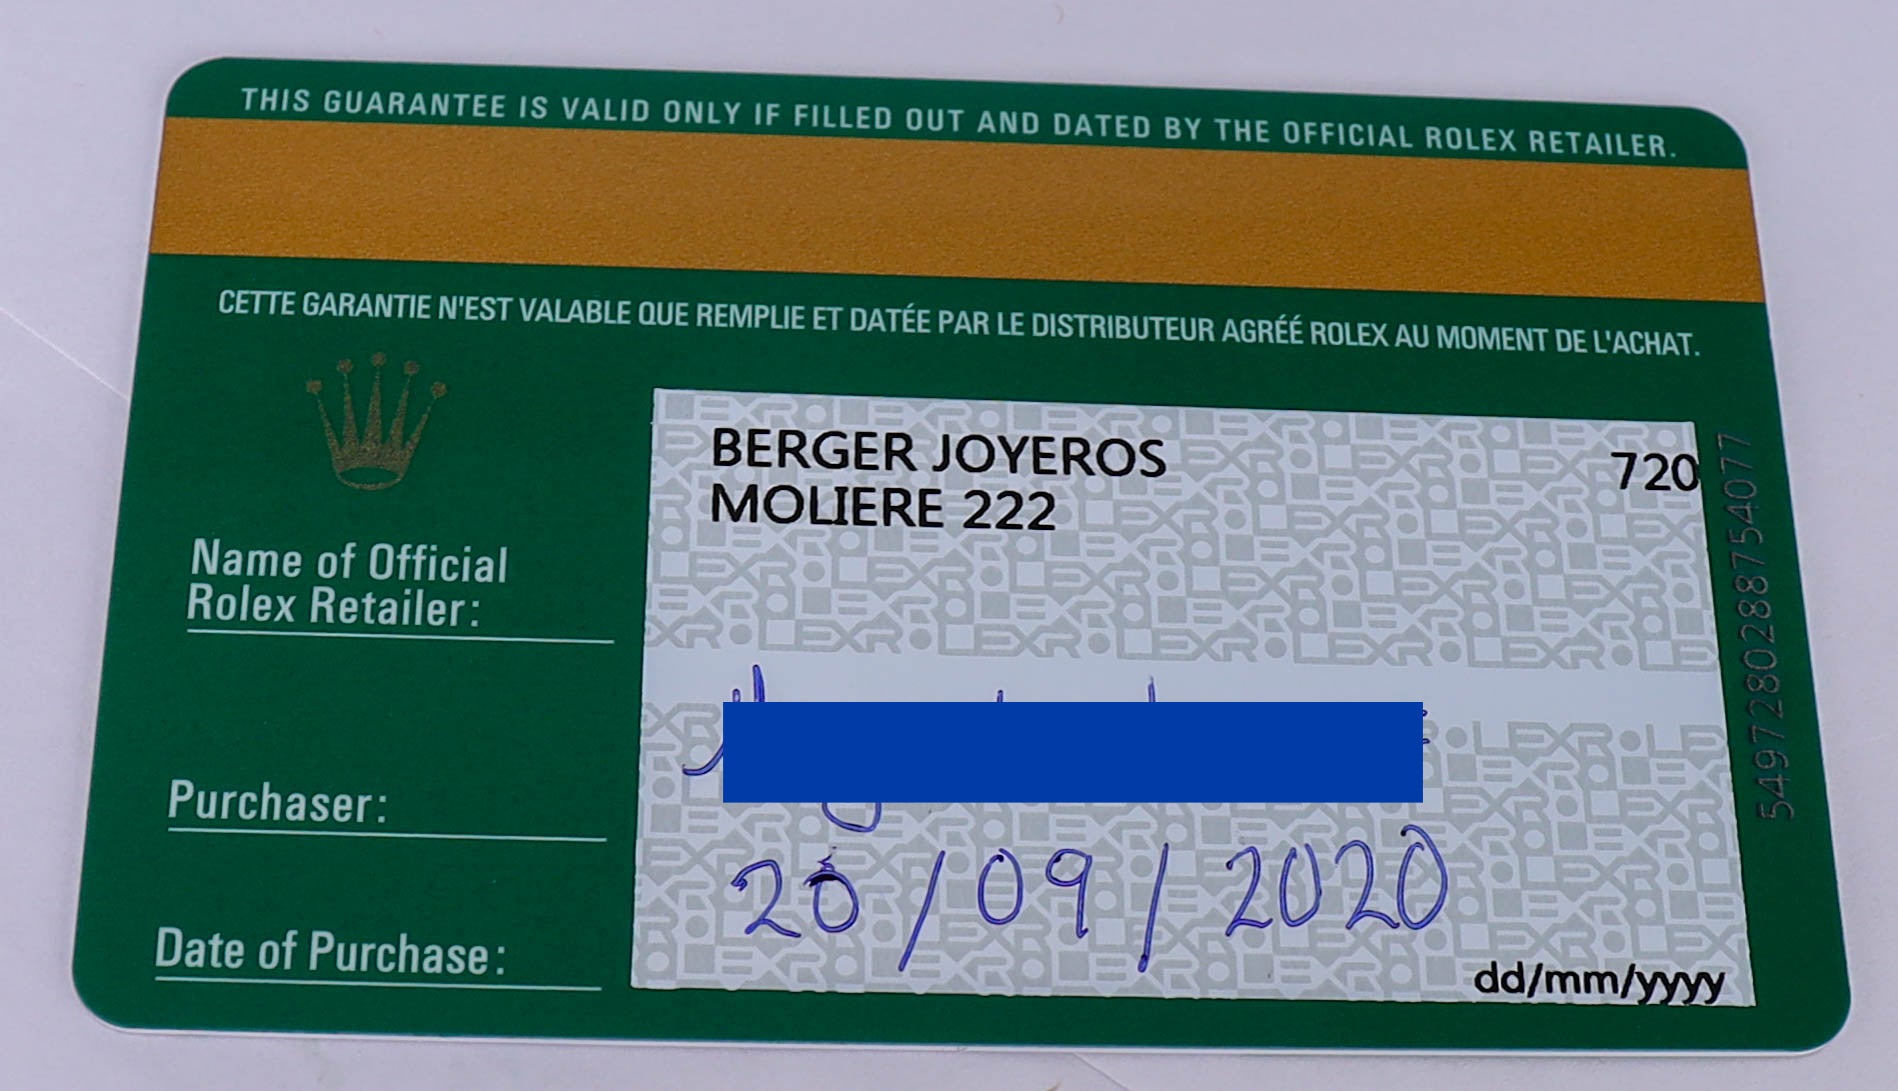 THIS GUARANTEE IS VALID ONLY IF FILLED OUT AND DATED BY THE OFFICIAL ROLEX RETAILER.
CETTE GARANTIE N'EST VALABLE QUE REMPLIE ET DATÉE PAR LE DISTRIBUTEUR AGRÉÉ ROLEX AU MOMENT DE L'ACHAT.
BERGER JOYEROS 720
MOLIERE 222
Name of Official
Rolex Retailer:
Purchaser:
Date of Purchase: 20/09/2020
dd/mm/yyyy
5497280288754077